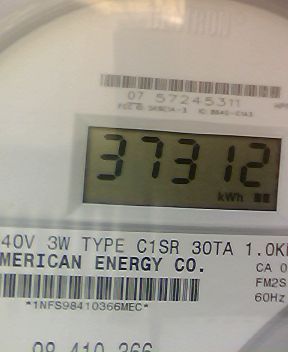 07 57245311
37312
kWh
40V 3W TYPE C1SR 30TA 1.0K
MERICAN ENERGY CO.
CA 0
FM2S
*1NFS98410366MEC*
60Hz
98 410 366